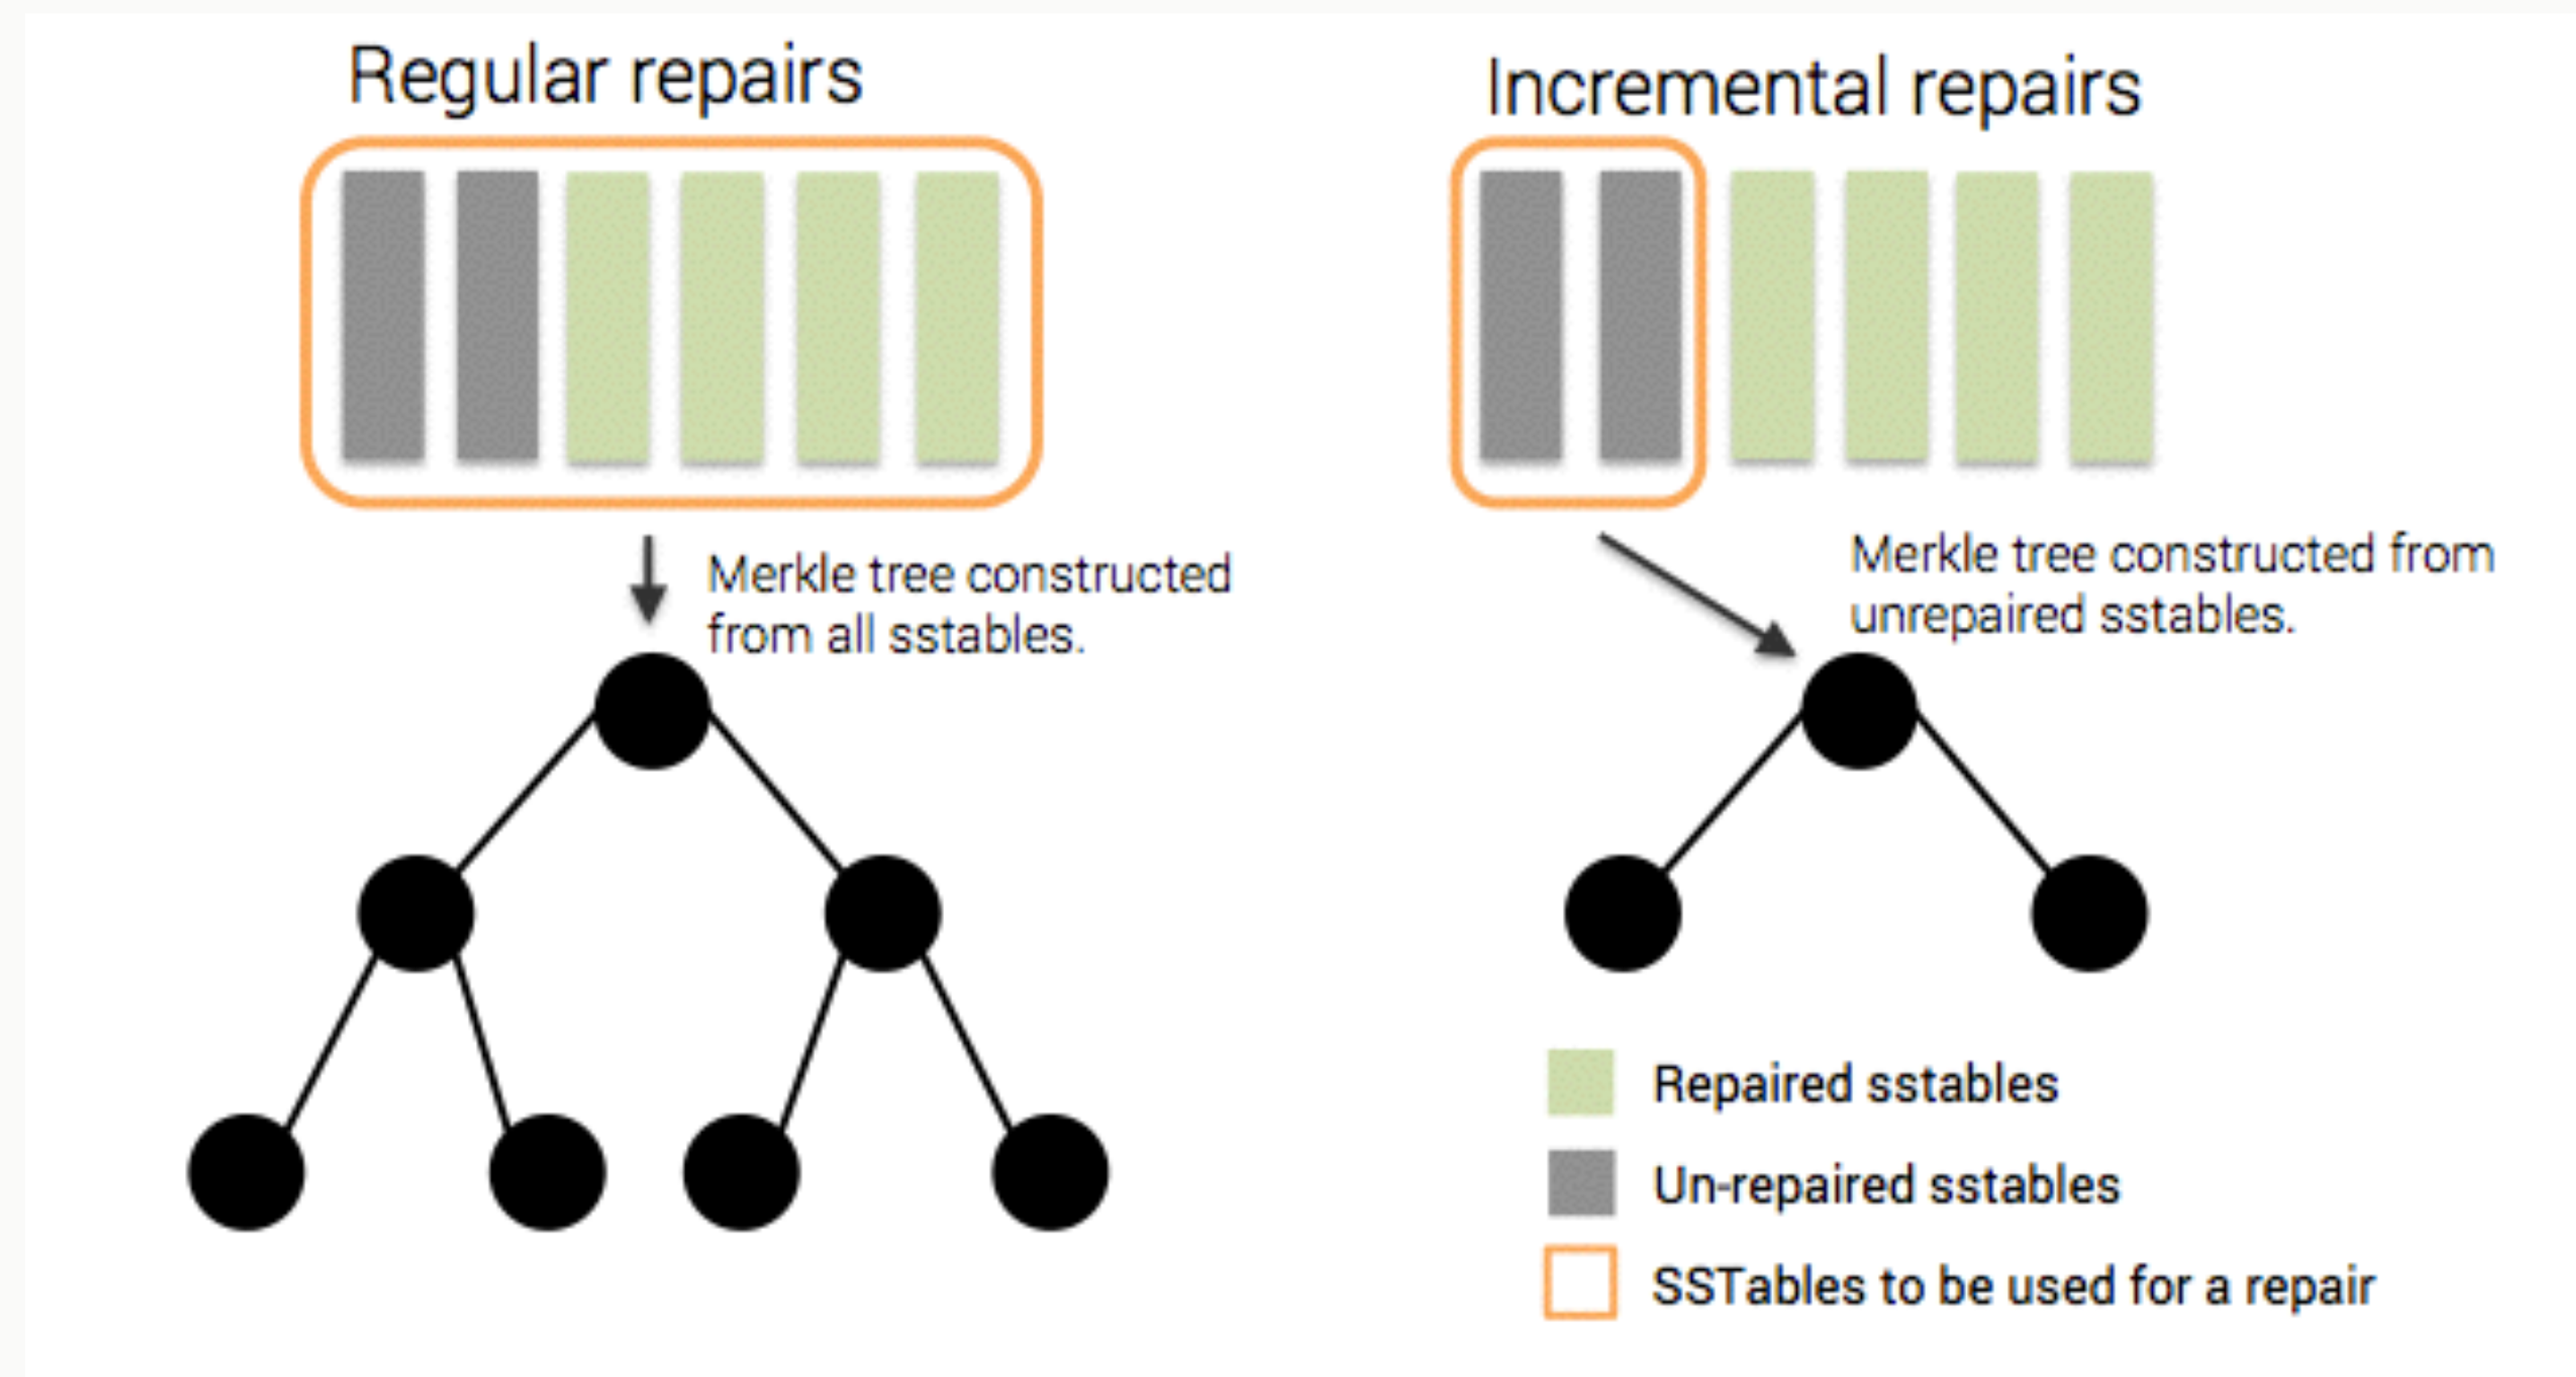 Regular repairs
Incremental repairs
Merkle tree constructed
from all sstables.
Merkle tree constructed from
unrepaired sstables.
Repaired sstables
Un-repaired sstables
SSTables to be used for a repair